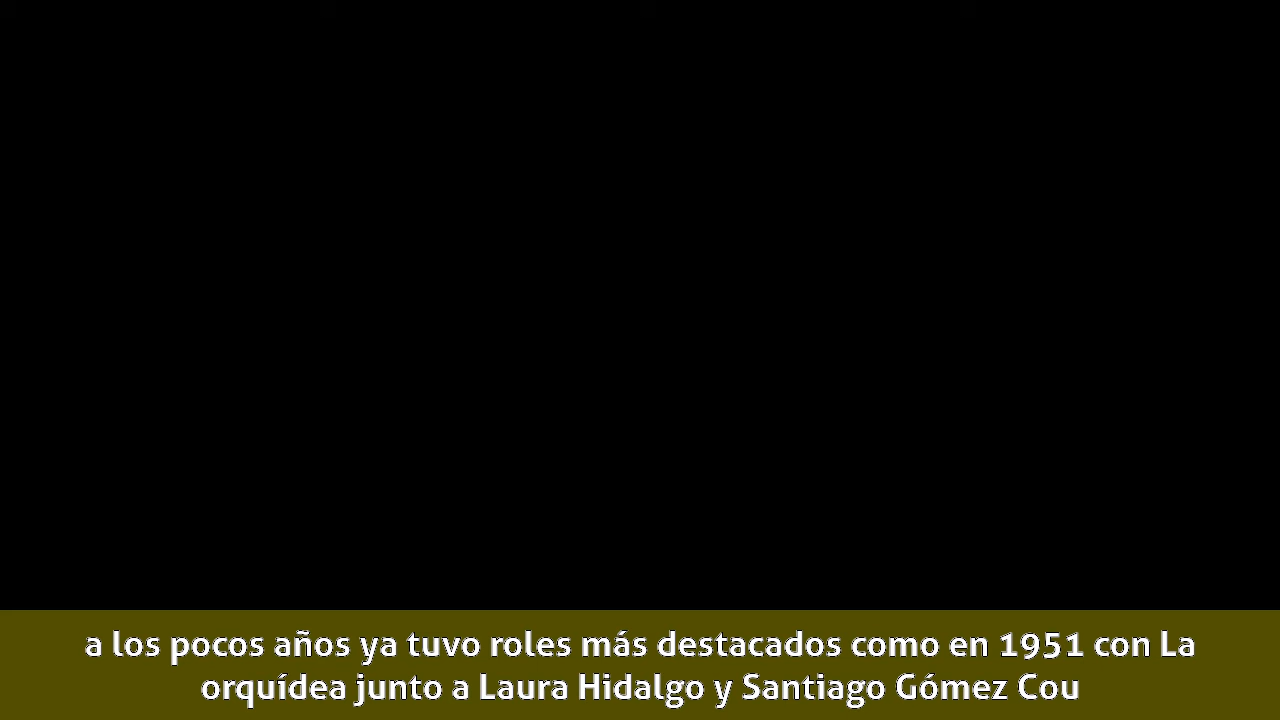 a los pocos años ya tuvo roles más destacados como en 1951 con La
orquídea junto a Laura Hidalgo y Santiago Gómez Cou